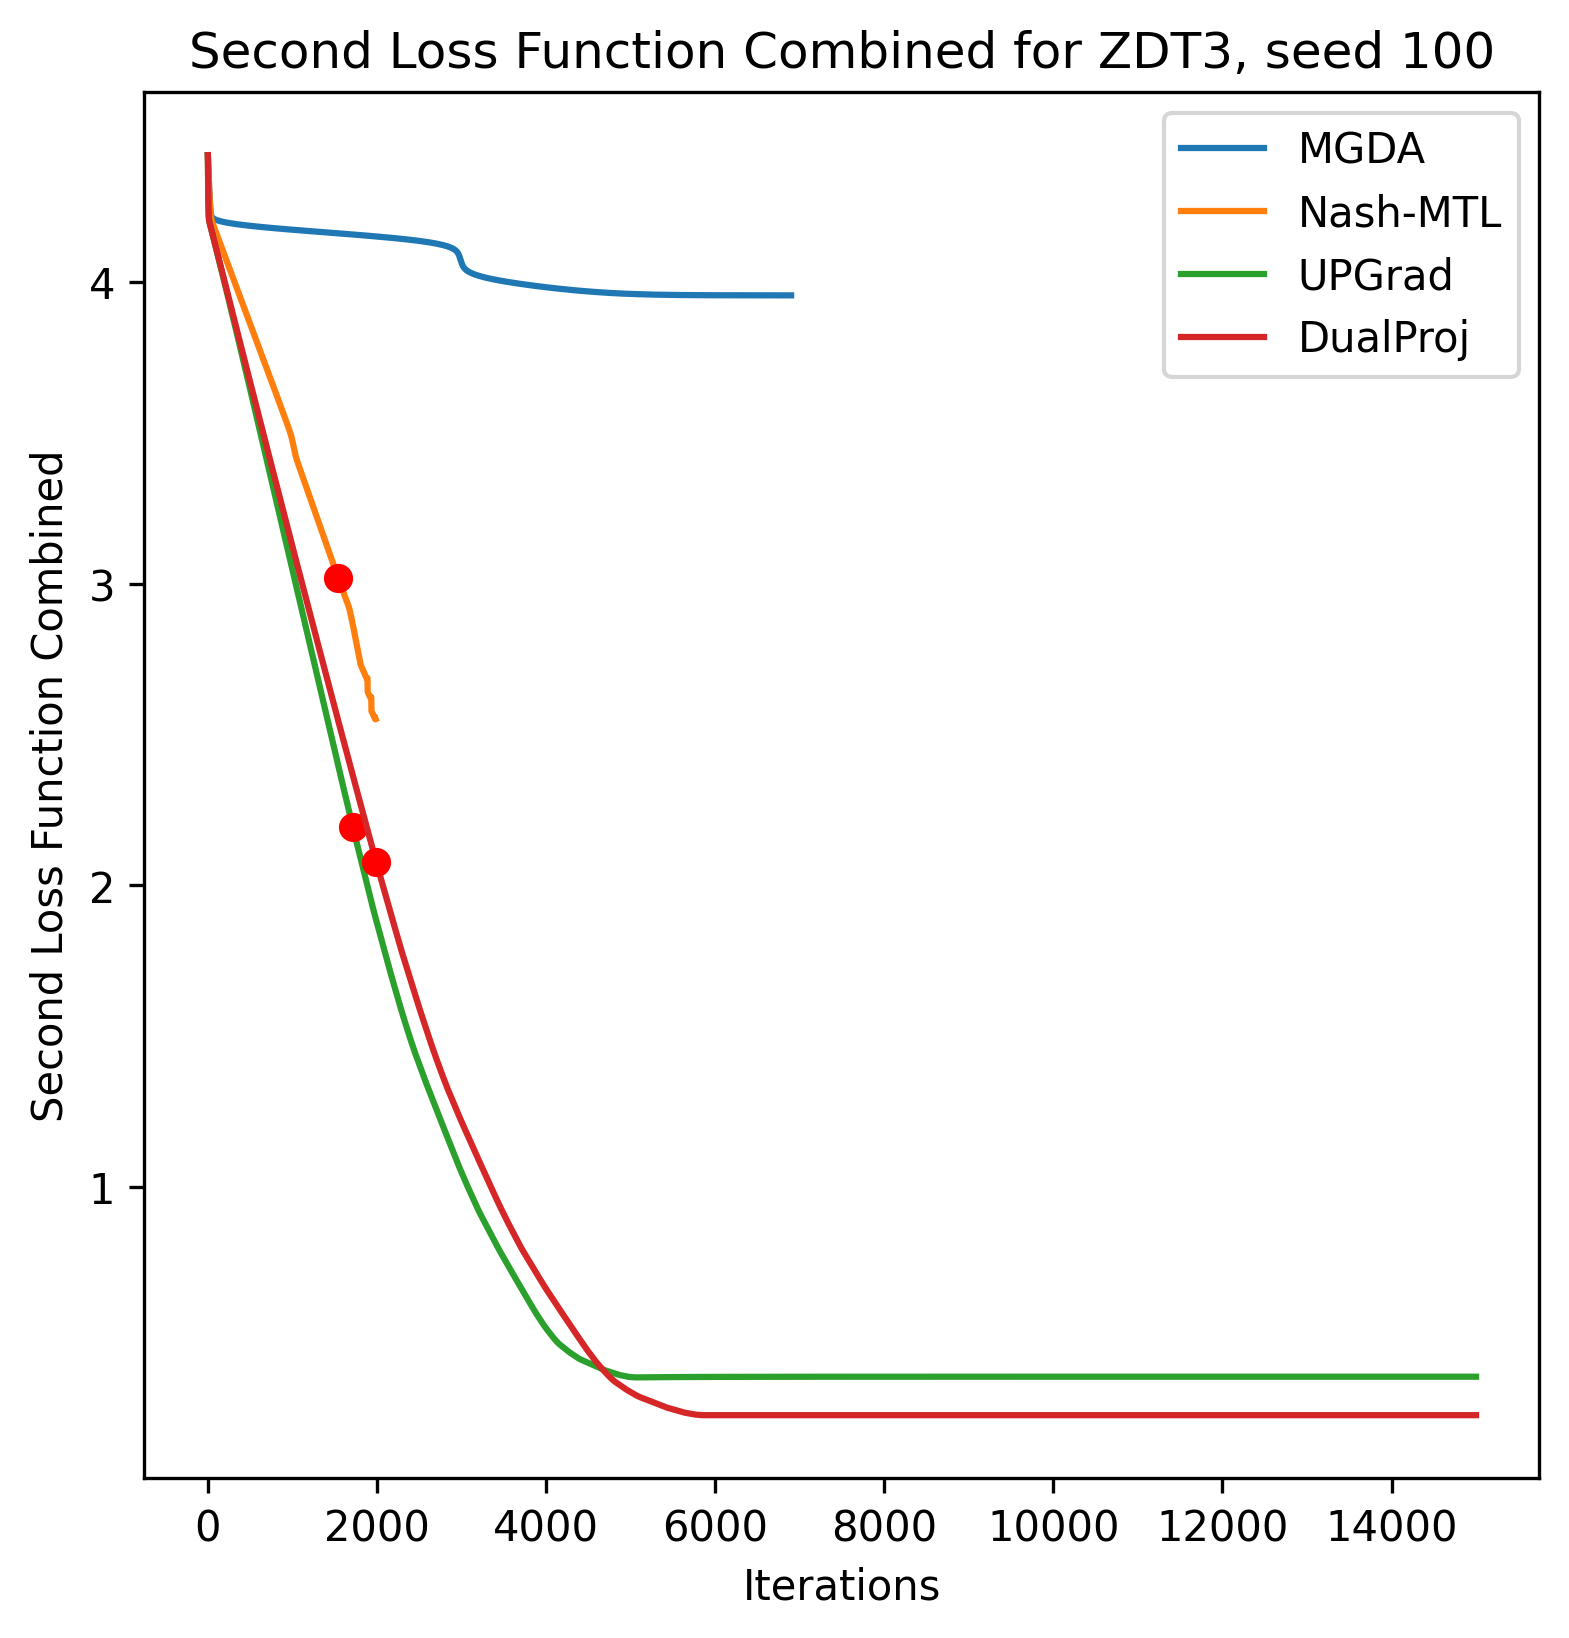 Second Loss Function Combined for ZDT3, seed 100
MGDA
Nash-MTL
UPGrad
DualProj
Second Loss Function Combined
4
3
2
1
0 2000 4000 6000 8000 10000 12000 14000
Iterations